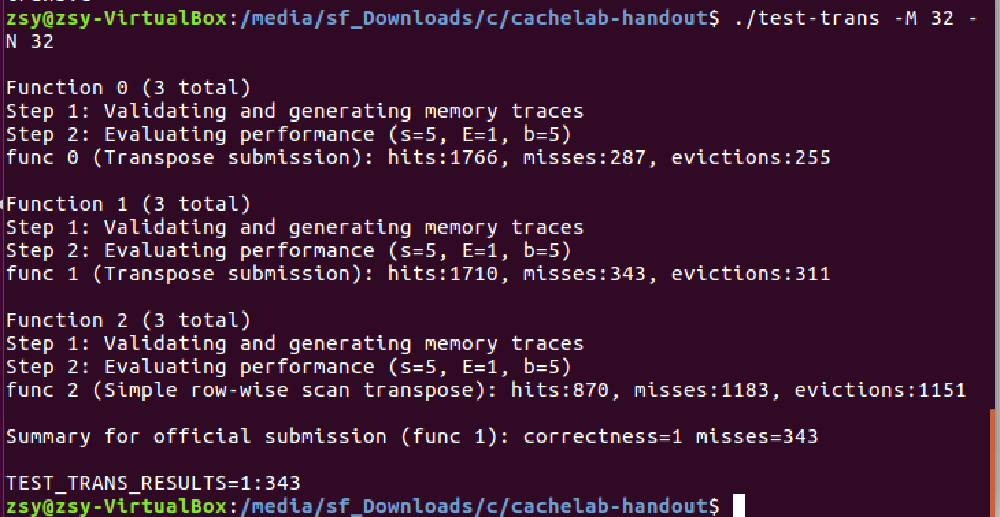 zsy@zsy-VirtualBox:/media/sf_Downloads/c/cachelab-handout$ ./test-trans -M 32 -
N 32
Function 0 (3 total)
Step 1: Validating and generating memory traces
Step 2: Evaluating performance (s=5, E=1, b=5)
func 0 (Transpose submission): hits:1766, misses:287, evictions:255
Function 1 (3 total)
Step 1: Validating and generating memory traces
Step 2: Evaluating performance (s=5, E=1, b=5)
func 1 (Transpose submission): hits:1710, misses:343, evictions:311
Function 2 (3 total)
Step 1: Validating and generating memory traces
Step 2: Evaluating performance (s=5, E=1, b=5)
func 2 (Simple row-wise scan transpose): hits:870, misses:1183, evictions:1151
Summary for official submission (func 1): correctness=1 misses=343
TEST_TRANS_RESULTS=1:343
zsy@zsy-VirtualBox:/media/sf_Downloads/c/cachelab-handout$